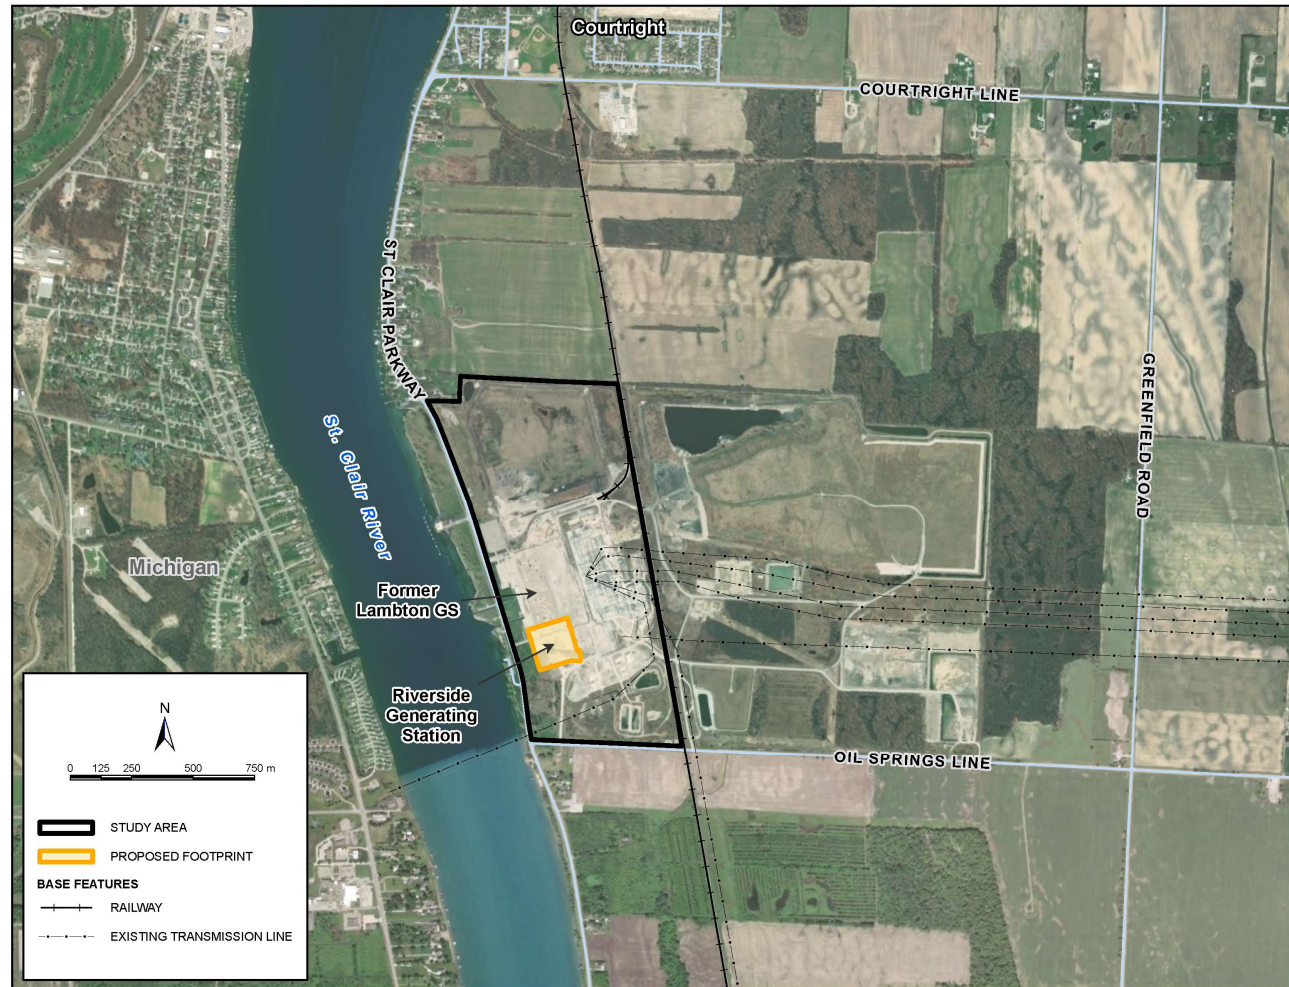 Courtright
COURTRIGHT LINE
ST CLAIR PARKWAY
GREENFIELD ROAD
St. Clair River
Michigan
Former
Lambton GS
Riverside
Generating
Station
OIL SPRINGS LINE
N
0 125 250 500 750 m
STUDY AREA
PROPOSED FOOTPRINT
BASE FEATURES
RAILWAY
EXISTING TRANSMISSION LINE